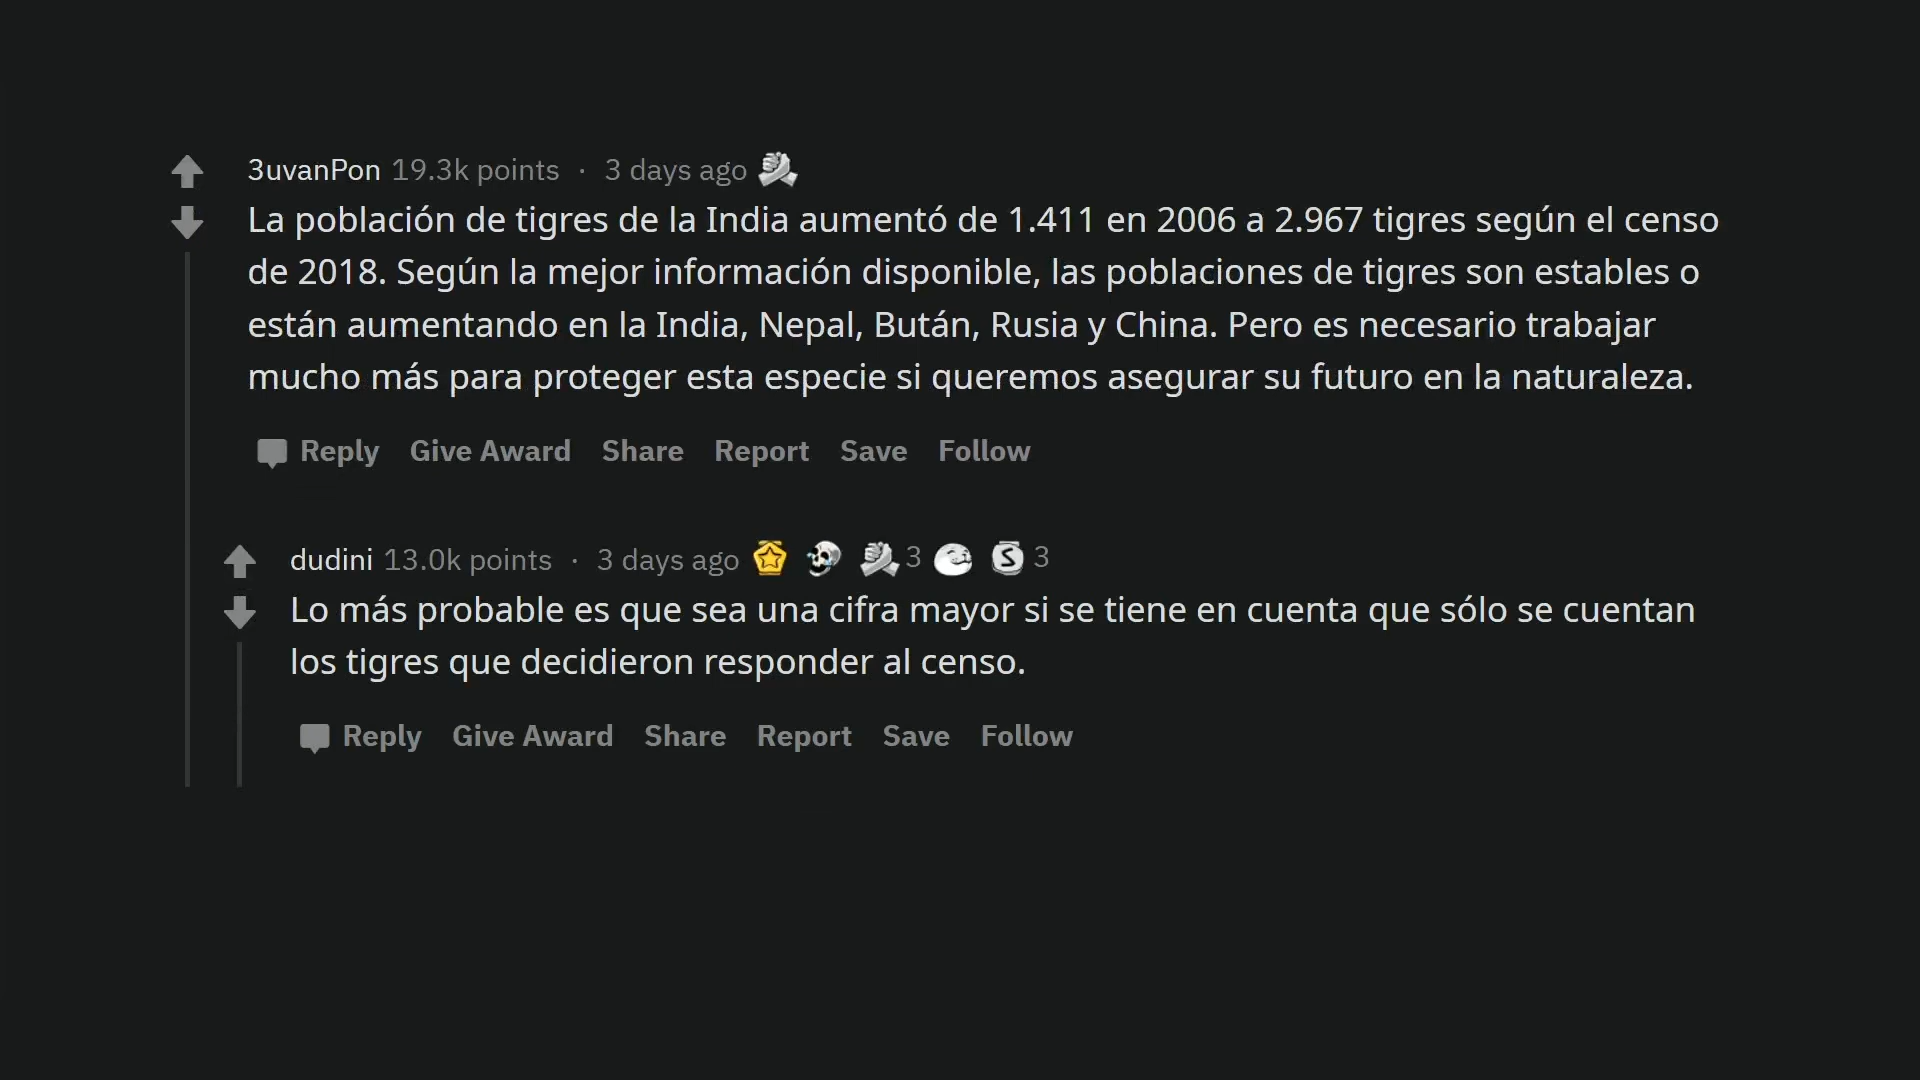 3uvanPon 19.3k points · 3 days ago
La población de tigres de la India aumentó de 1.411 en 2006 a 2.967 tigres según el censo
de 2018. Según la mejor información disponible, las poblaciones de tigres son estables o
están aumentando en la India, Nepal, Bután, Rusia y China. Pero es necesario trabajar
mucho más para proteger esta especie si queremos asegurar su futuro en la naturaleza.
Reply Give Award Share Report Save Follow
dudini 13.0k points · 3 days ago 3 S 3
Lo más probable es que sea una cifra mayor si se tiene en cuenta que sólo se cuentan
los tigres que decidieron responder al censo.
Reply Give Award Share Report Save Follow